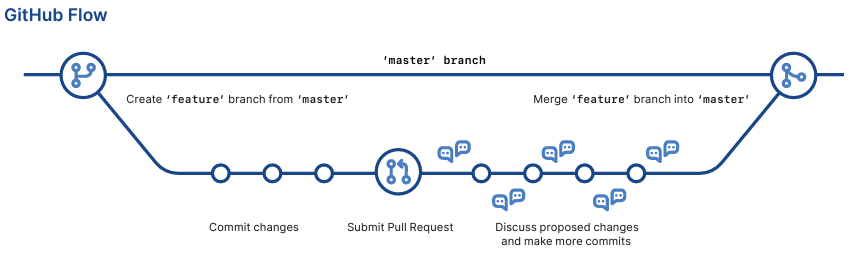 GitHub Flow
‘master’ branch
Create ‘feature’ branch from ‘master’
Merge ‘feature’ branch into ‘master’
Commit changes
Submit Pull Request
Discuss proposed changes
and make more commits